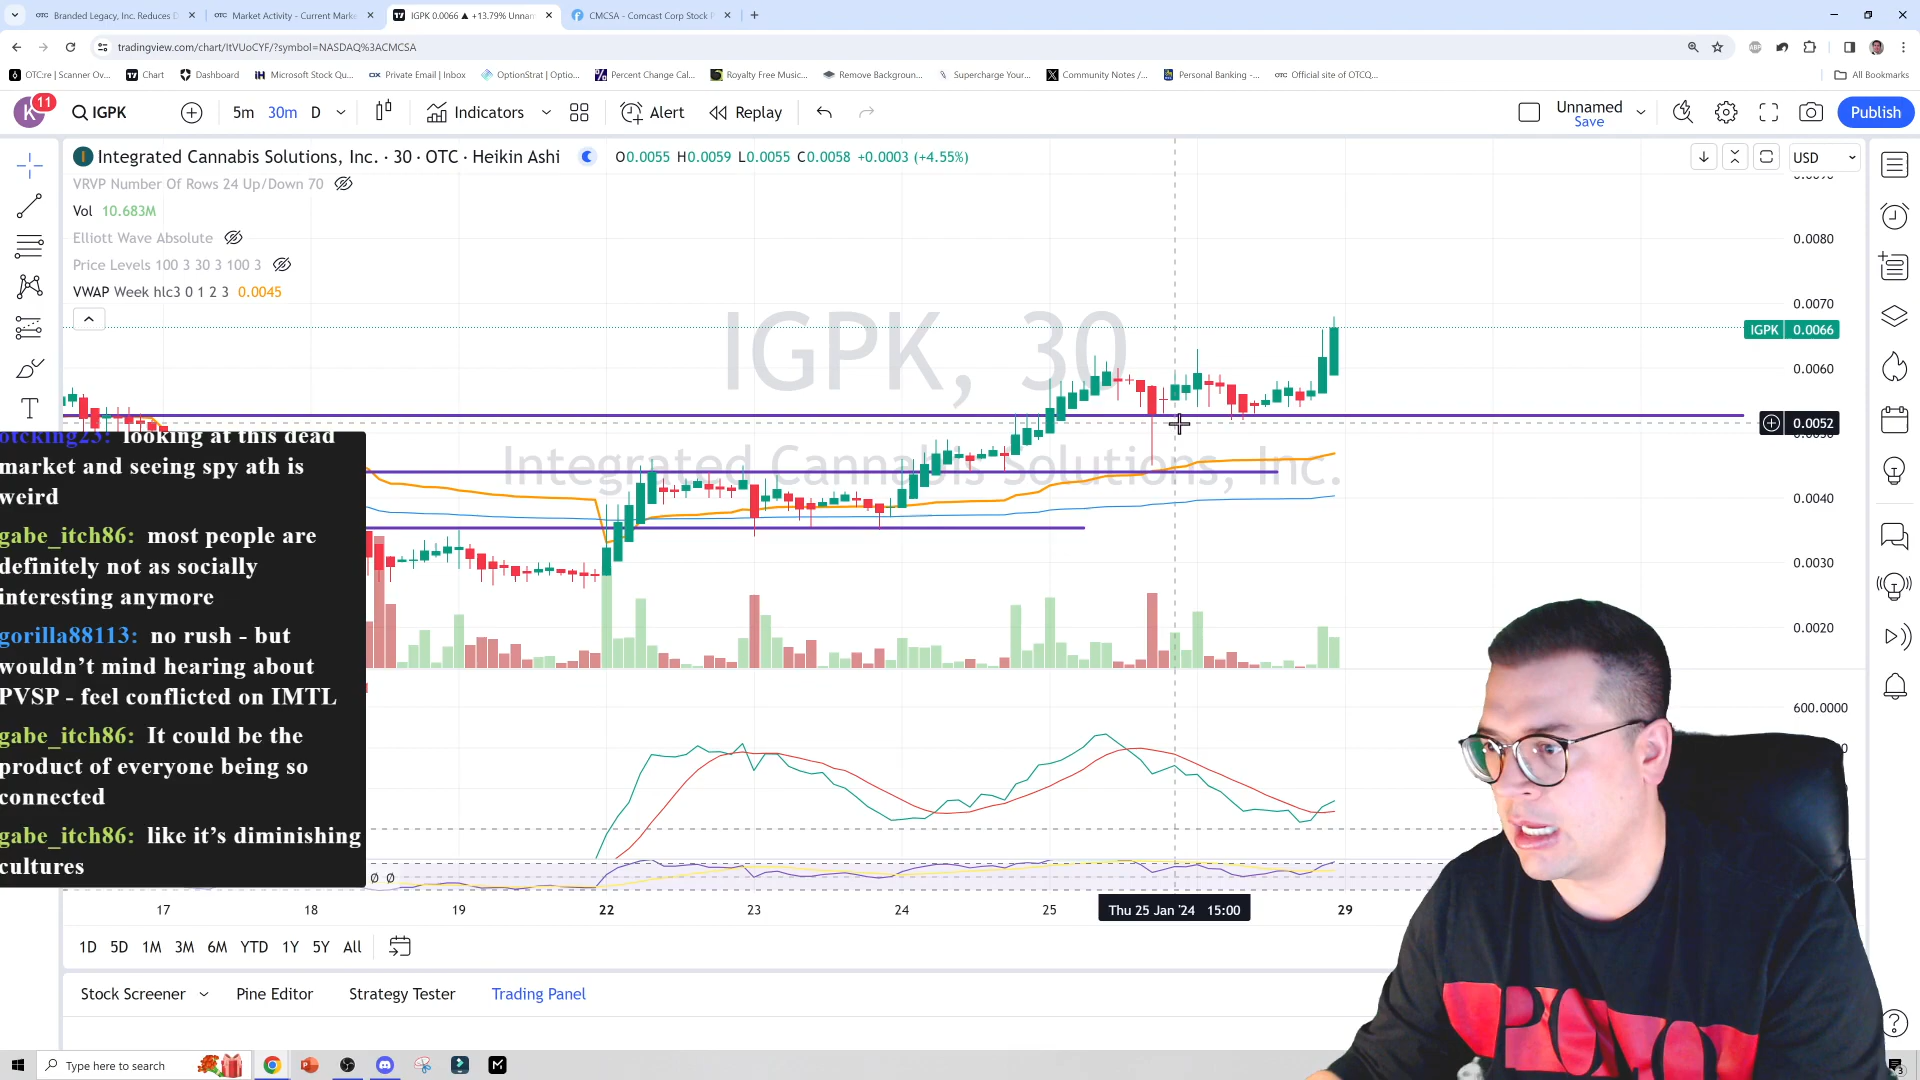 Branded Legacy, Inc. Reduces D
Market Activity - Current Marke
IGPK 0.0066 ▲ +13.79% Unnam
CMCSA - Comcast Corp Stock P
tradingview.com/chart/ItVUoCYF/?symbol=NASDAQ%3ACMCSA
OTC:re | Scanner Ov...
Chart
Dashboard
Microsoft Stock Qu...
Private Email | Inbox
OptionStrat | Optio...
Percent Change Cal...
Royalty Free Music...
Remove Backgroun...
Supercharge Your...
Community Notes /...
Personal Banking -...
Official site of OTCQ...
All Bookmarks
K 11
IGPK
5m 30m D
Indicators
Alert
Replay
Unnamed
Save
Publish
Integrated Cannabis Solutions, Inc. · 30 · OTC · Heikin Ashi
O0.0055 H0.0059 L0.0055 C0.0058 +0.0003 (+4.55%)
USD
VRVP Number Of Rows 24 Up/Down 70
Vol 10.683M
Elliott Wave Absolute
Price Levels 100 3 30 3 100 3
VWAP Week hlc3 0 1 2 3 0.0045
IGPK, 30
Integrated Cannabis Solutions, Inc.
0.0080
0.0070
IGPK 0.0066
0.0060
0.0052
0.0040
0.0030
0.0020
600.0000
otcking23: looking at this dead
market and seeing spy ath is
weird
gabe_itch86: most people are
definitely not as socially
interesting anymore
gorilla88113: no rush - but
wouldn't mind hearing about
PVSP - feel conflicted on IMTL
gabe_itch86: It could be the
product of everyone being so
connected
gabe_itch86: like it's diminishing
cultures
17 18 19 22 23 24 25 Thu 25 Jan '24 15:00 29
1D 5D 1M 3M 6M YTD 1Y 5Y All
Stock Screener
Pine Editor
Strategy Tester
Trading Panel
Type here to search